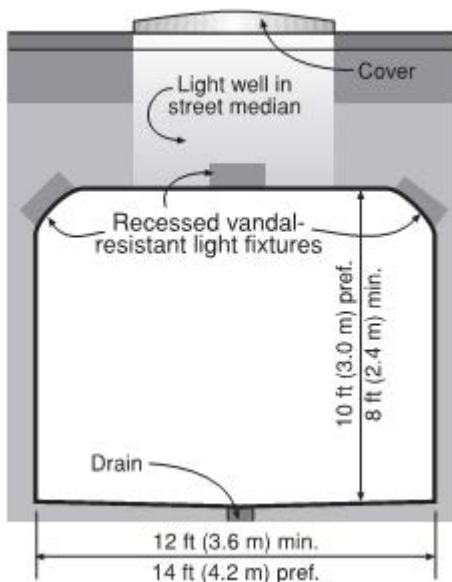 Cover
Light well in
street median
Recessed vandal-
resistant light fixtures
10 ft (3.0 m) pref.
8 ft (2.4 m) min.
Drain
12 ft (3.6 m) min.
14 ft (4.2 m) pref.